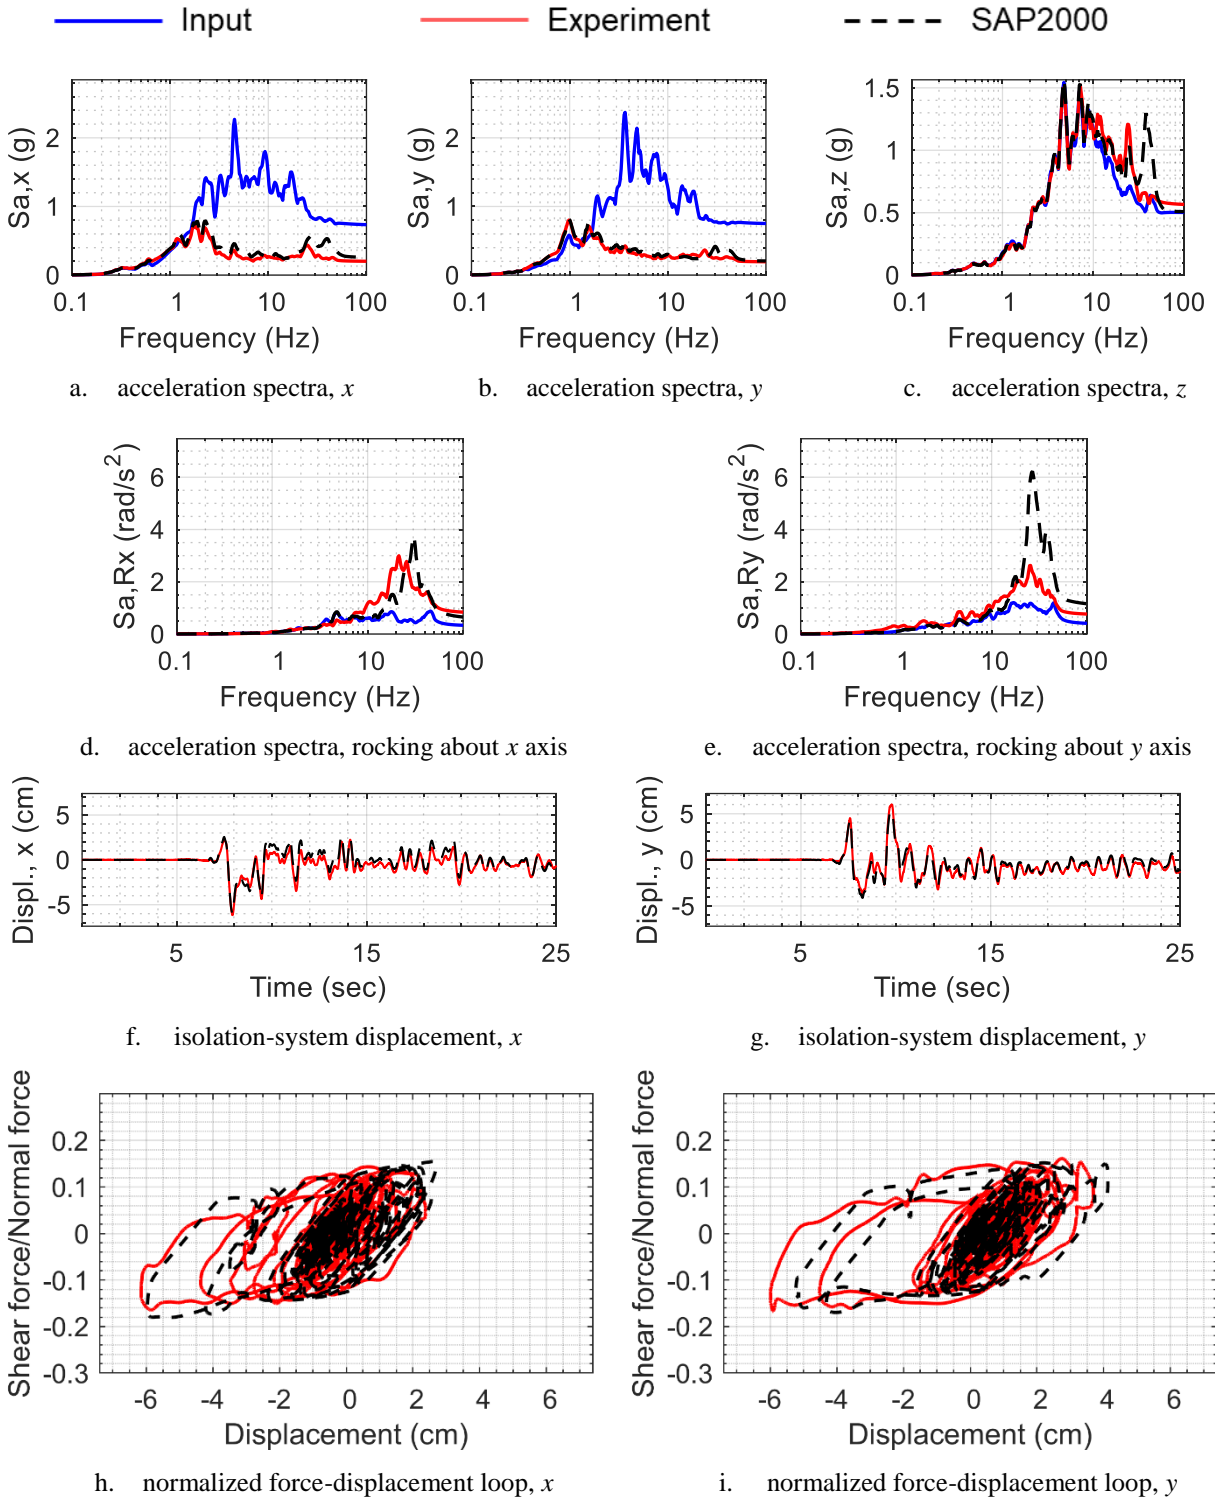 Input Experiment SAP2000
Sa,x (g)
2
1
0
0.1 1 10 100
Frequency (Hz)
a. acceleration spectra, x
Sa,y (g)
2
1
0
0.1 1 10 100
Frequency (Hz)
b. acceleration spectra, y
Sa,z (g)
1.5
1
0.5
0
0.1 1 10 100
Frequency (Hz)
c. acceleration spectra, z
Sa,Rx (rad/s²)
6
4
2
0
0.1 1 10 100
Frequency (Hz)
d. acceleration spectra, rocking about x axis
Sa,Ry (rad/s²)
6
4
2
0
0.1 1 10 100
Frequency (Hz)
e. acceleration spectra, rocking about y axis
Displ., x (cm)
5
0
-5
5 15 25
Time (sec)
f. isolation-system displacement, x
Displ., y (cm)
5
0
-5
5 15 25
Time (sec)
g. isolation-system displacement, y
Shear force/Normal force
0.2
0.1
0
-0.1
-0.2
-0.3
-6 -4 -2 0 2 4 6
Displacement (cm)
h. normalized force-displacement loop, x
Shear force/Normal force
0.2
0.1
0
-0.1
-0.2
-0.3
-6 -4 -2 0 2 4 6
Displacement (cm)
i. normalized force-displacement loop, y